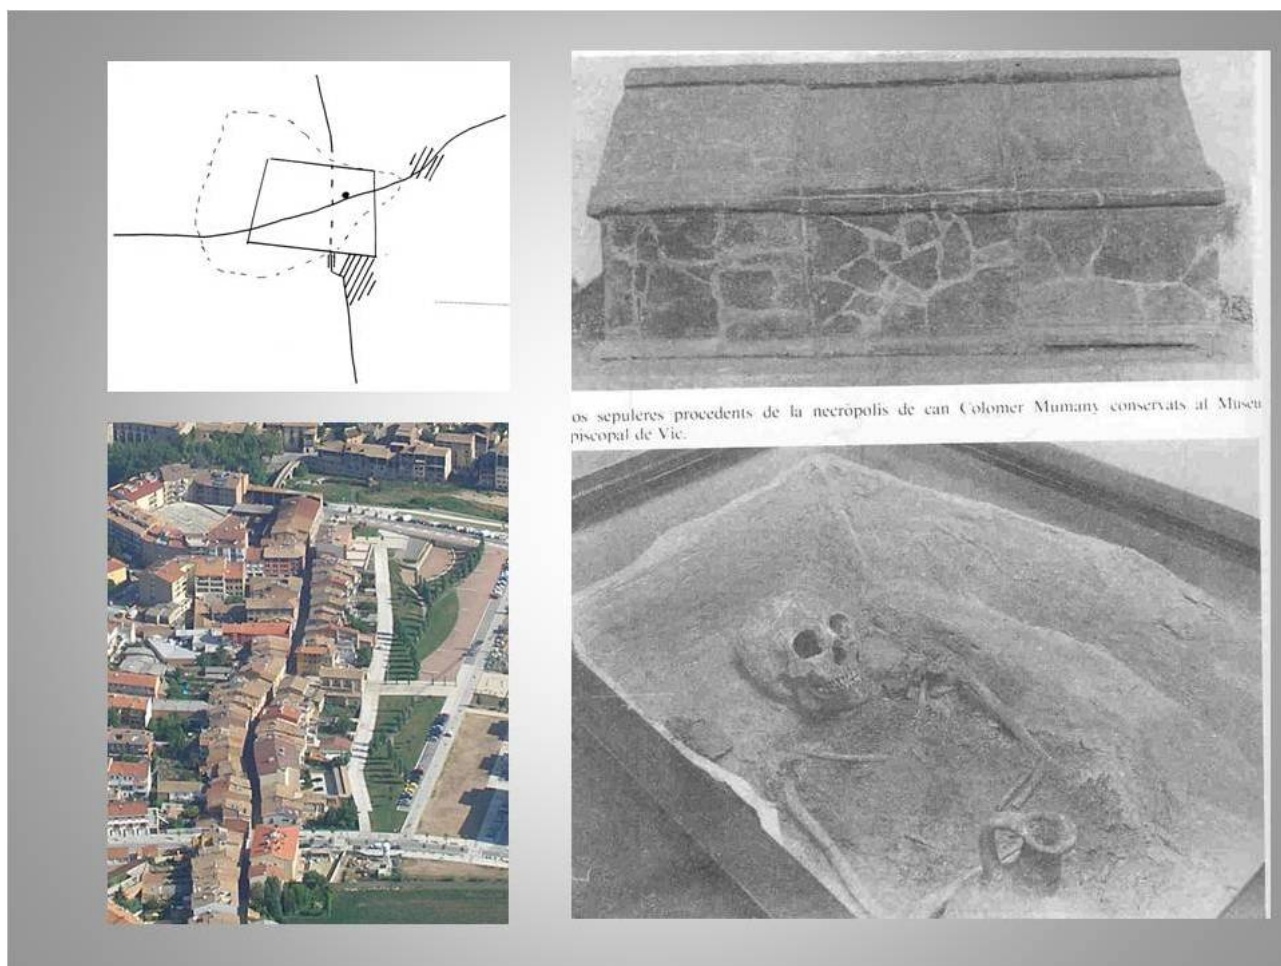 os sepulcres procedents de la necròpolis de can Colomer Mumany conservats al Museu
piscopal de Vic.